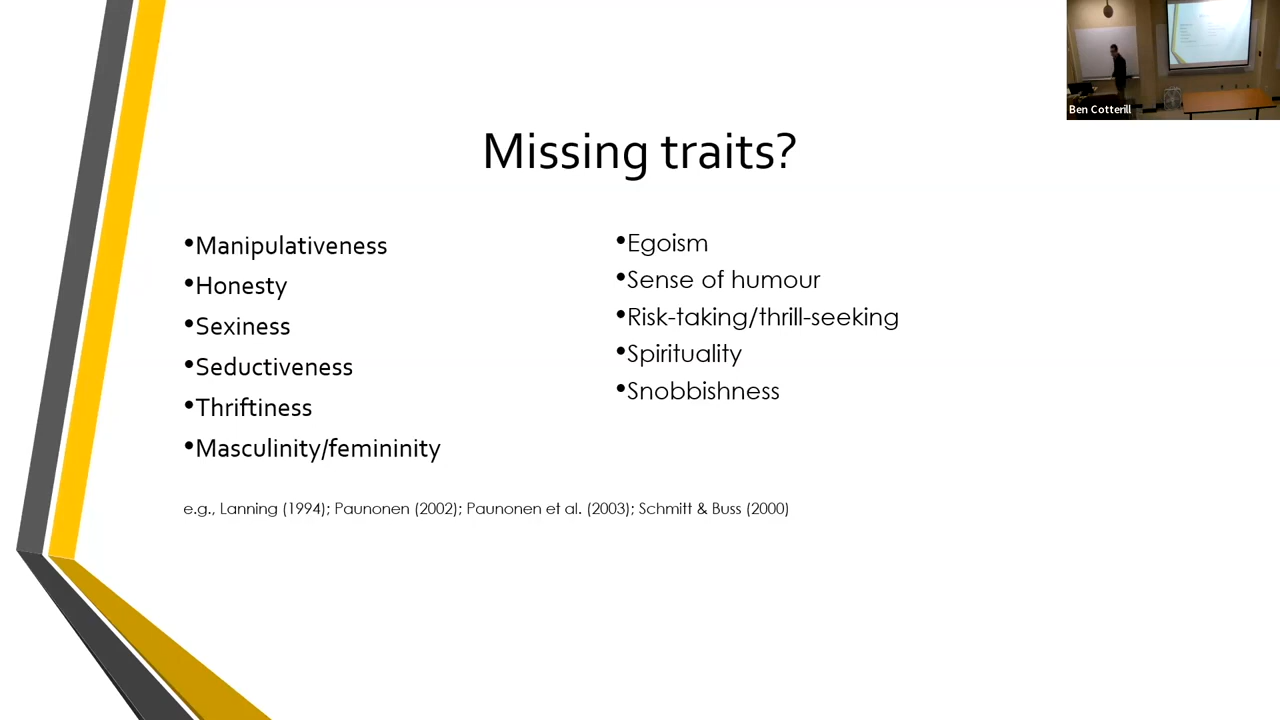 Ben Cotterill
Missing traits?
•Manipulativeness
•Honesty
•Sexiness
•Seductiveness
•Thriftiness
•Masculinity/femininity
•Egoism
•Sense of humour
•Risk-taking/thrill-seeking
•Spirituality
•Snobbishness
e.g., Lanning (1994); Paunonen (2002); Paunonen et al. (2003); Schmitt & Buss (2000)